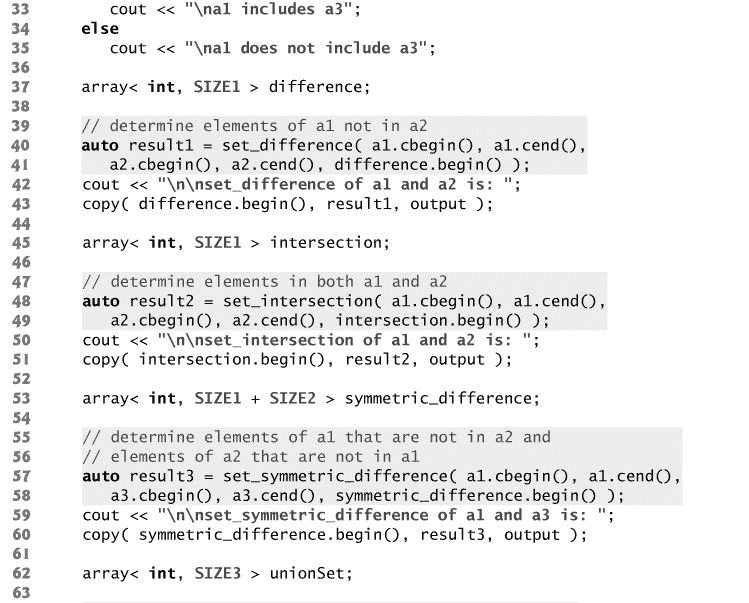 33 cout << "\na1 includes a3";
34 else
35 cout << "\na1 does not include a3";
36
37 array< int, SIZE1 > difference;
38
39 // determine elements of a1 not in a2
40 auto result1 = set_difference( a1.cbegin(), a1.cend(),
41 a2.cbegin(), a2.cend(), difference.begin() );
42 cout << "\n\nset_difference of a1 and a2 is: ";
43 copy( difference.begin(), result1, output );
44
45 array< int, SIZE1 > intersection;
46
47 // determine elements in both a1 and a2
48 auto result2 = set_intersection( a1.cbegin(), a1.cend(),
49 a2.cbegin(), a2.cend(), intersection.begin() );
50 cout << "\n\nset_intersection of a1 and a2 is: ";
51 copy( intersection.begin(), result2, output );
52
53 array< int, SIZE1 + SIZE2 > symmetric_difference;
54
55 // determine elements of a1 that are not in a2 and
56 // elements of a2 that are not in a1
57 auto result3 = set_symmetric_difference( a1.cbegin(), a1.cend(),
58 a3.cbegin(), a3.cend(), symmetric_difference.begin() );
59 cout << "\n\nset_symmetric_difference of a1 and a3 is: ";
60 copy( symmetric_difference.begin(), result3, output );
61
62 array< int, SIZE3 > unionSet;
63